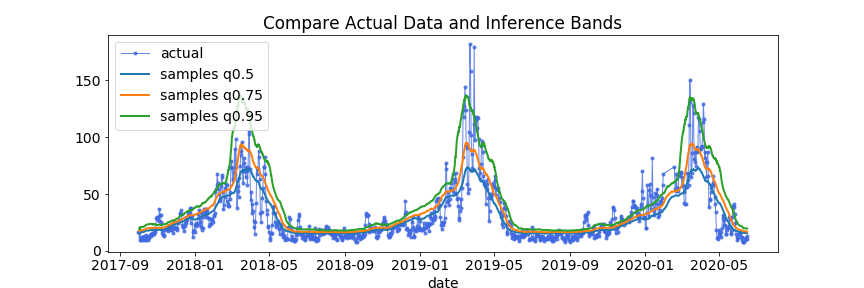 Compare Actual Data and Inference Bands
actual
samples q0.5
samples q0.75
samples q0.95
150
100
50
0
2017-09 2018-01 2018-05 2018-09 2019-01 2019-05 2019-09 2020-01 2020-05
date